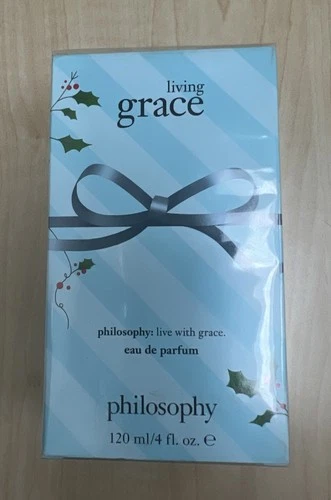 living
grace
philosophy: live with grace.
eau de parfum
philosophy
120 ml/4 fl. oz. ℮